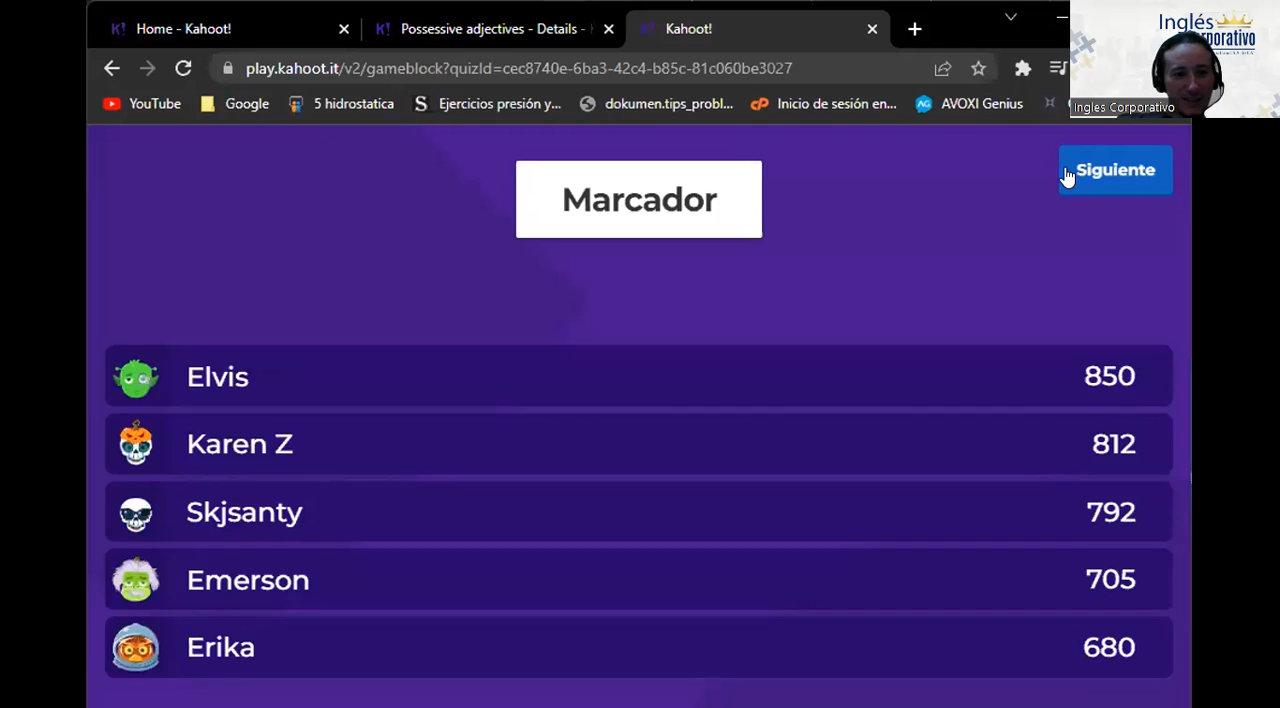 Home - Kahoot!
Possessive adjectives - Details -
Kahoot!
play.kahoot.it/v2/gameblock?quizId=cec8740e-6ba3-42c4-b85c-81c060be3027
YouTube
Google
5 hidrostatica
Ejercicios presión y...
dokumen.tips_probl...
Inicio de sesión en...
AVOXI Genius
Inglés
Ingles Corporativo
Siguiente
Marcador
Elvis 850
Karen Z 812
Skjsanty 792
Emerson 705
Erika 680